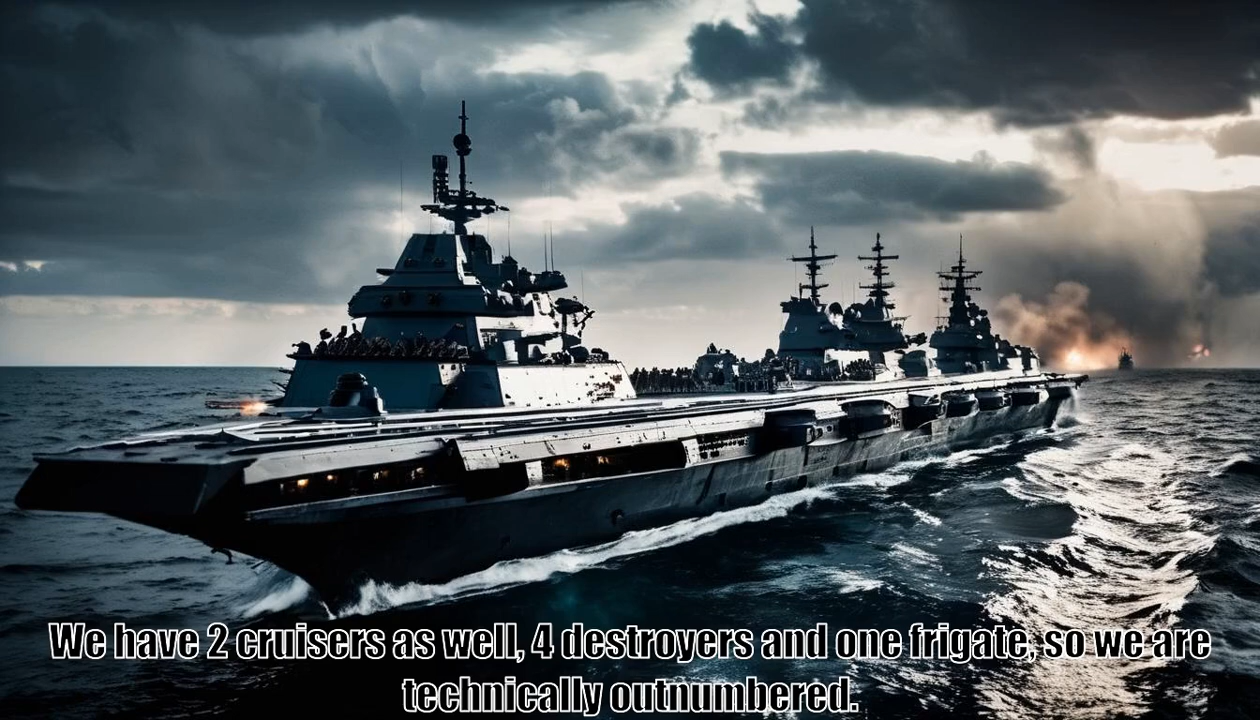 We have 2 cruisers as well, 4 destroyers and one frigate, so we are
technically outnumbered.